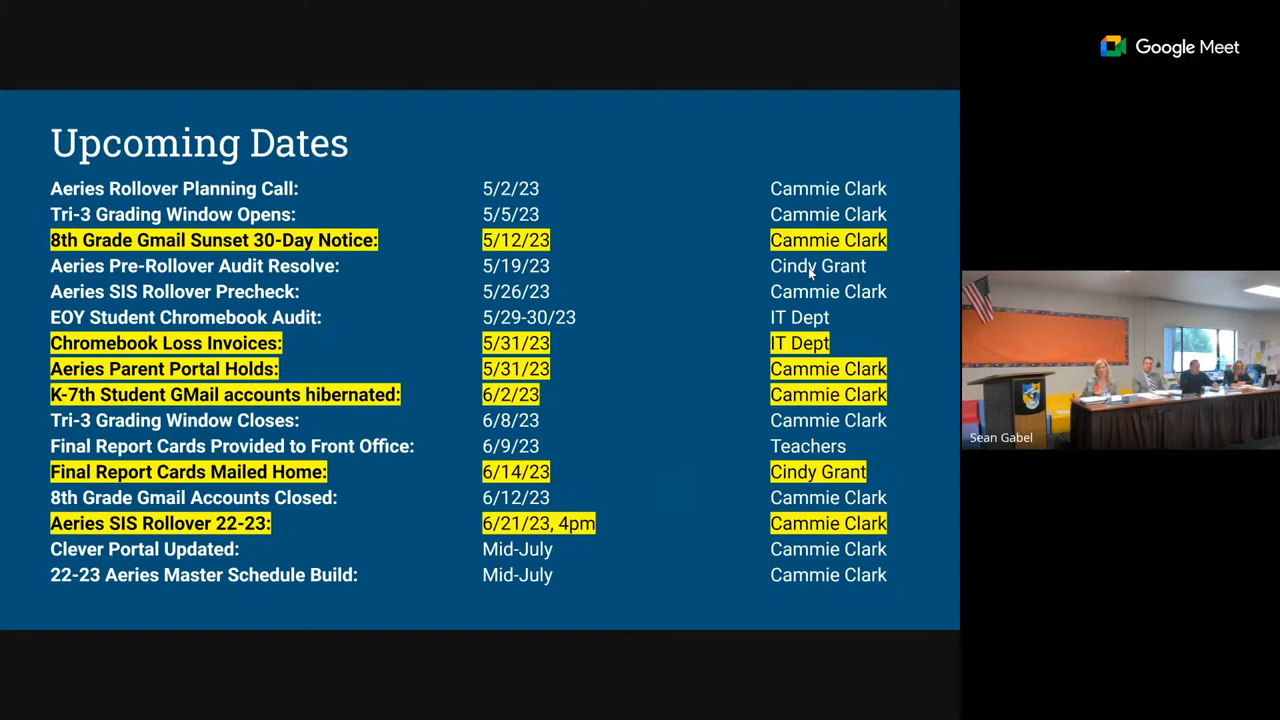 Google Meet
Upcoming Dates
Aeries Rollover Planning Call: 5/2/23 Cammie Clark
Tri-3 Grading Window Opens: 5/5/23 Cammie Clark
8th Grade Gmail Sunset 30-Day Notice: 5/12/23 Cammie Clark
Aeries Pre-Rollover Audit Resolve: 5/19/23 Cindy Grant
Aeries SIS Rollover Precheck: 5/26/23 Cammie Clark
EOY Student Chromebook Audit: 5/29-30/23 IT Dept
Chromebook Loss Invoices: 5/31/23 IT Dept
Aeries Parent Portal Holds: 5/31/23 Cammie Clark
K-7th Student GMail accounts hibernated: 6/2/23 Cammie Clark
Tri-3 Grading Window Closes: 6/8/23 Cammie Clark
Final Report Cards Provided to Front Office: 6/9/23 Teachers
Final Report Cards Mailed Home: 6/14/23 Cindy Grant
8th Grade Gmail Accounts Closed: 6/12/23 Cammie Clark
Aeries SIS Rollover 22-23: 6/21/23, 4pm Cammie Clark
Clever Portal Updated: Mid-July Cammie Clark
22-23 Aeries Master Schedule Build: Mid-July Cammie Clark
Sean Gabel